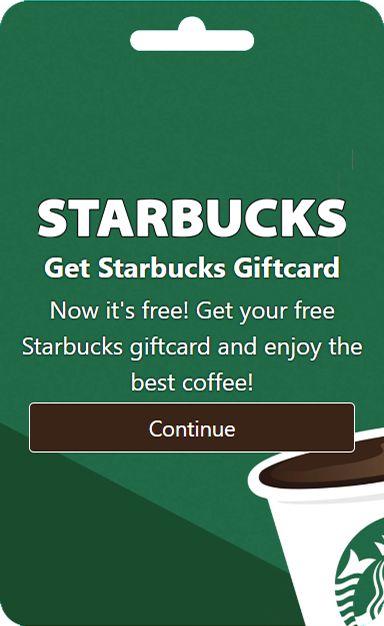 STARBUCKS
Get Starbucks Giftcard
Now it's free! Get your free
Starbucks giftcard and enjoy the
best coffee!
Continue